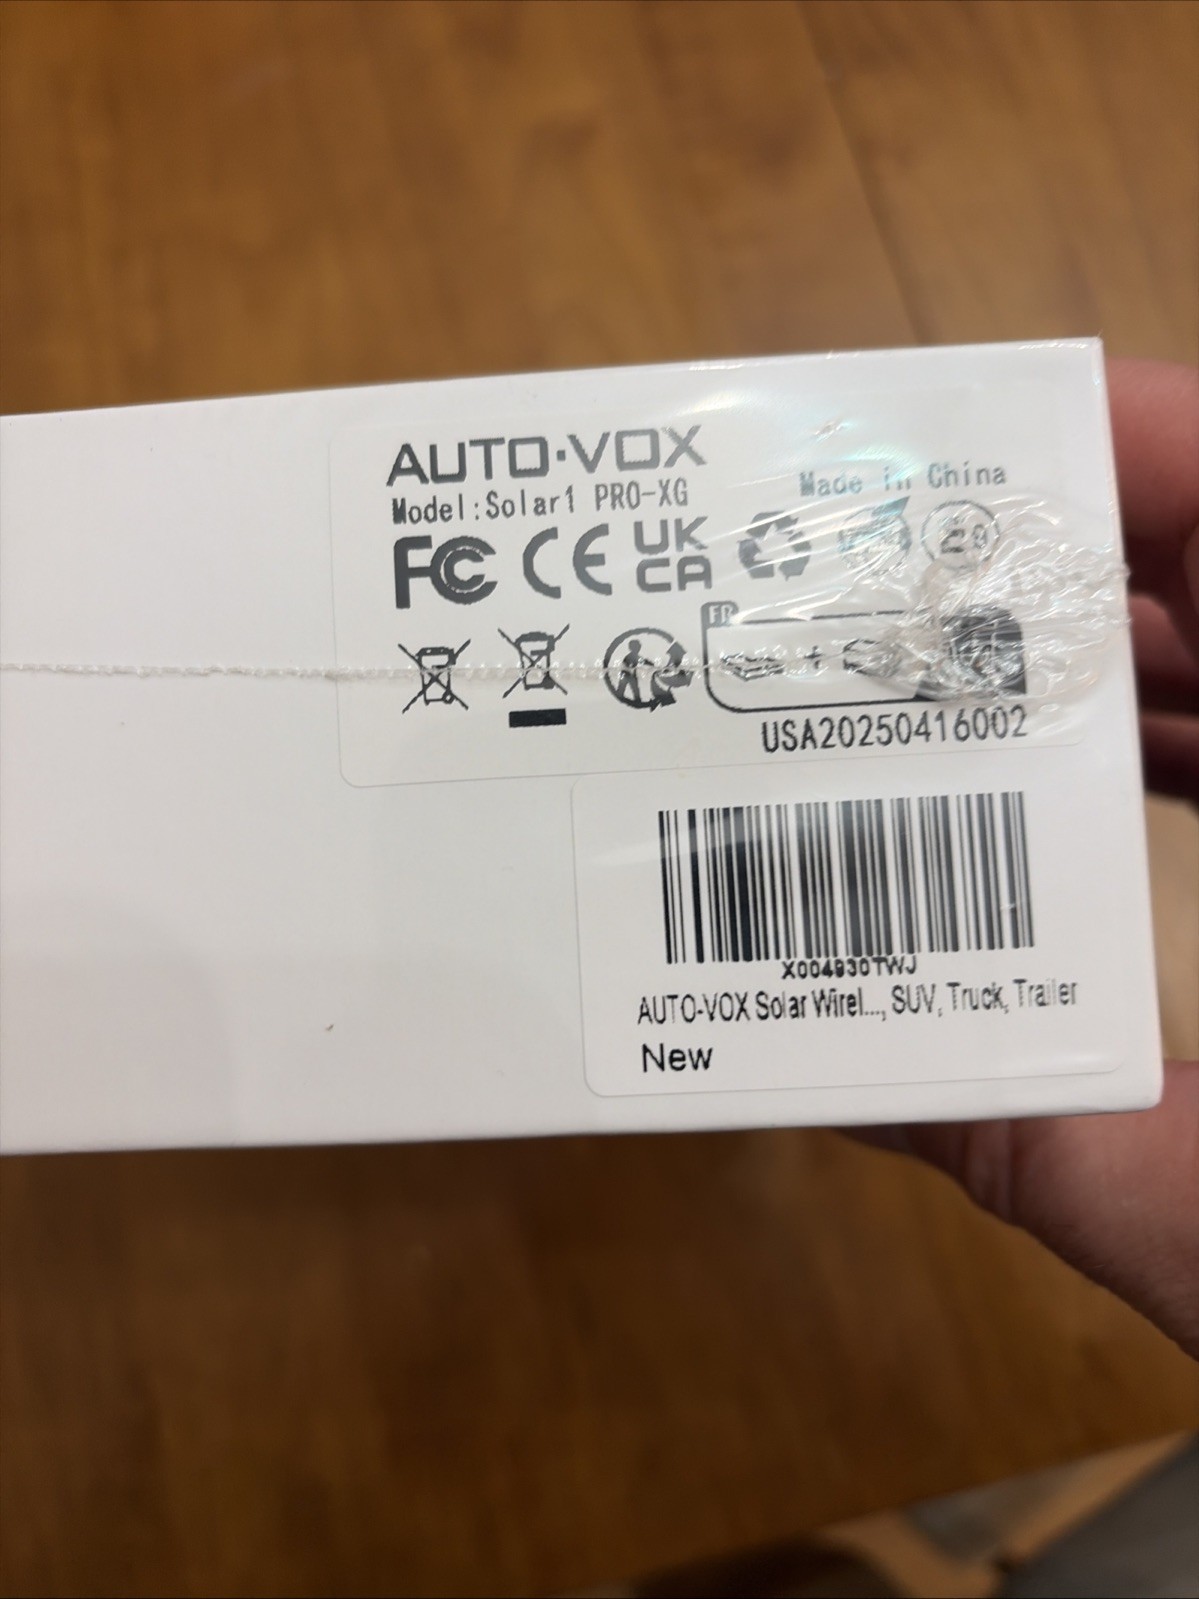 AUTO·VOX
Model:Solar1 PRO-XG
Made in China
FC CE UK CA
FR
USA20250416002
X004930TWJ
AUTO-VOX Solar Wirel..., SUV, Truck, Trailer
New